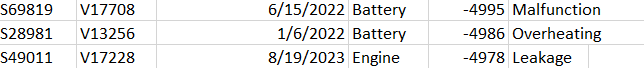 S69819 V17708 6/15/2022 Battery -4995 Malfunction
S28981 V13256 1/6/2022 Battery -4986 Overheating
S49011 V17228 8/19/2023 Engine -4978 Leakage